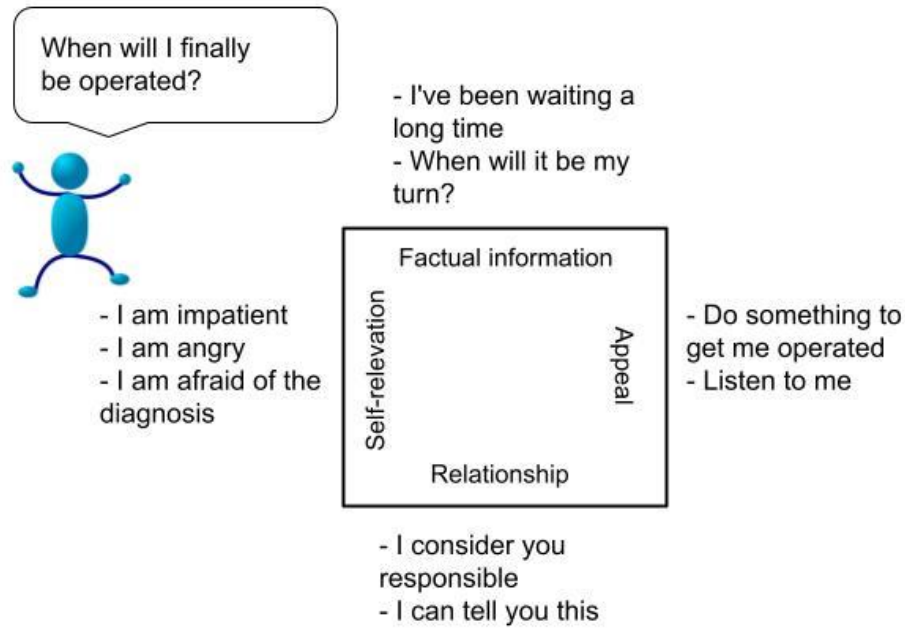 When will I finally
be operated?
- I've been waiting a
long time
- When will it be my
turn?
Factual information
Self-relevation
Appeal
Relationship
- I am impatient
- I am angry
- I am afraid of the
diagnosis
- Do something to
get me operated
- Listen to me
- I consider you
responsible
- I can tell you this